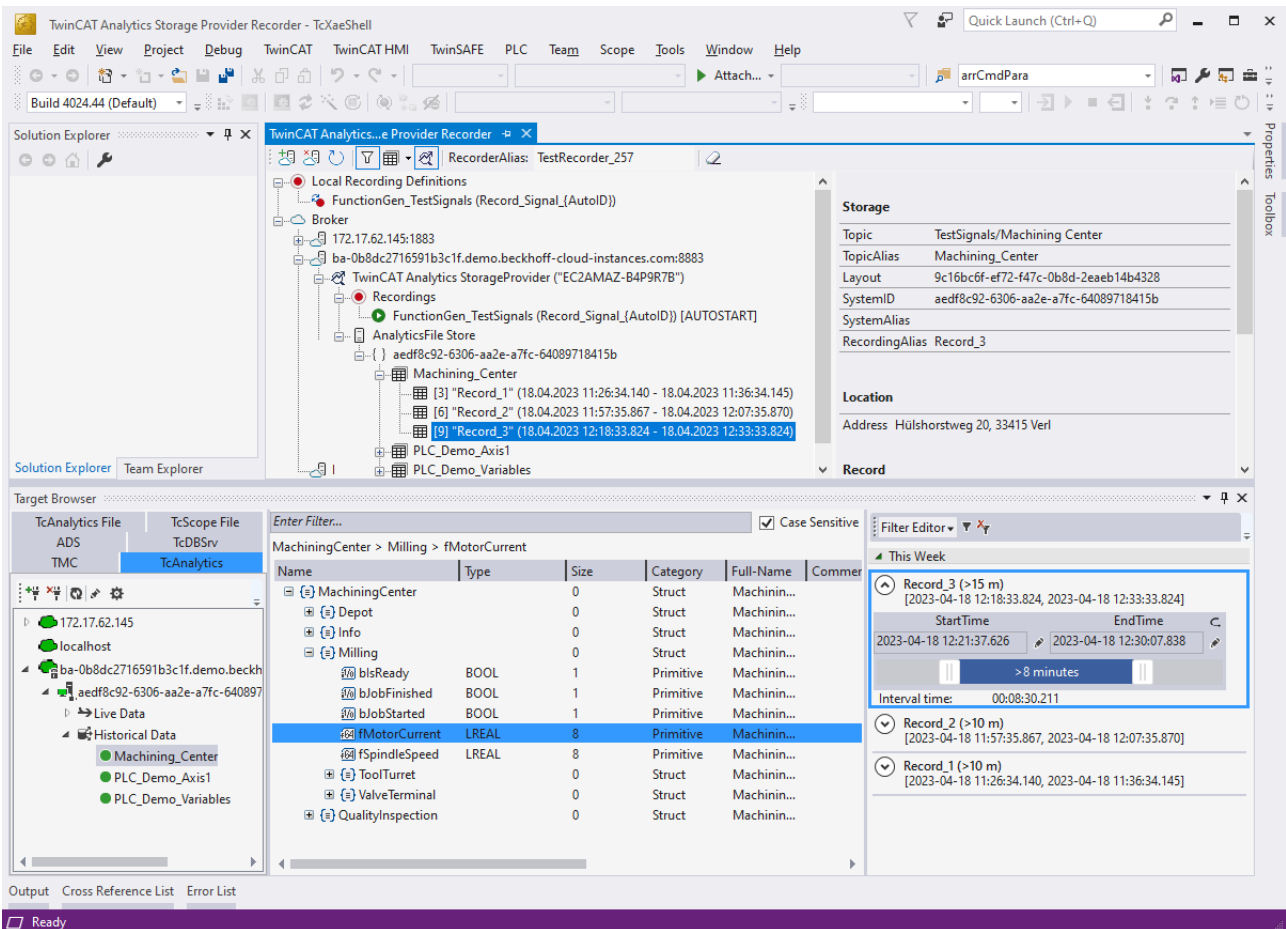 TwinCAT Analytics Storage Provider Recorder - TcXaeShell
Quick Launch (Ctrl+Q)
File Edit View Project Debug TwinCAT TwinCAT HMI TwinSAFE PLC Team Scope Tools Window Help
Attach...
arrCmdPara
Build 4024.44 (Default)
Solution Explorer
TwinCAT Analytics...e Provider Recorder
RecorderAlias: TestRecorder_257
Local Recording Definitions
FunctionGen_TestSignals (Record_Signal_{AutoID})
Broker
172.17.62.145:1883
ba-0b8dc2716591b3c1f.demo.beckhoff-cloud-instances.com:8883
TwinCAT Analytics StorageProvider ("EC2AMAZ-B4P9R7B")
Recordings
FunctionGen_TestSignals (Record_Signal_{AutoID}) [AUTOSTART]
AnalyticsFile Store
aedf8c92-6306-aa2e-a7fc-64089718415b
Machining_Center
[3] "Record_1" (18.04.2023 11:26:34.140 - 18.04.2023 11:36:34.145)
[6] "Record_2" (18.04.2023 11:57:35.867 - 18.04.2023 12:07:35.870)
[9] "Record_3" (18.04.2023 12:18:33.824 - 18.04.2023 12:33:33.824)
PLC_Demo_Axis1
PLC_Demo_Variables
Storage
Topic TestSignals/Machining Center
TopicAlias Machining_Center
Layout 9c16bc6f-ef72-f47c-0b8d-2eaeb14b4328
SystemID aedf8c92-6306-aa2e-a7fc-64089718415b
SystemAlias
RecordingAlias Record_3
Location
Address Hülshorstweg 20, 33415 Verl
Record
Properties
Toolbox
Solution Explorer Team Explorer
Target Browser
TcAnalytics File TcScope File
ADS TcDBSrv
TMC TcAnalytics
172.17.62.145
localhost
ba-0b8dc2716591b3c1f.demo.beckh
aedf8c92-6306-aa2e-a7fc-640897
Live Data
Historical Data
Machining_Center
PLC_Demo_Axis1
PLC_Demo_Variables
Enter Filter...
Case Sensitive
MachiningCenter > Milling > fMotorCurrent
Name Type Size Category Full-Name Commer
MachiningCenter 0 Struct Machinin...
Depot 0 Struct Machinin...
Info 0 Struct Machinin...
Milling 0 Struct Machinin...
bIsReady BOOL 1 Primitive Machinin...
bJobFinished BOOL 1 Primitive Machinin...
bJobStarted BOOL 1 Primitive Machinin...
fMotorCurrent LREAL 8 Primitive Machinin...
fSpindleSpeed LREAL 8 Primitive Machinin...
ToolTurret 0 Struct Machinin...
ValveTerminal 0 Struct Machinin...
QualityInspection 0 Struct Machinin...
Filter Editor
This Week
Record_3 (>15 m)
[2023-04-18 12:18:33.824, 2023-04-18 12:33:33.824]
StartTime EndTime
2023-04-18 12:21:37.626 2023-04-18 12:30:07.838
>8 minutes
Interval time: 00:08:30.211
Record_2 (>10 m)
[2023-04-18 11:57:35.867, 2023-04-18 12:07:35.870]
Record_1 (>10 m)
[2023-04-18 11:26:34.140, 2023-04-18 11:36:34.145]
Output Cross Reference List Error List
Ready